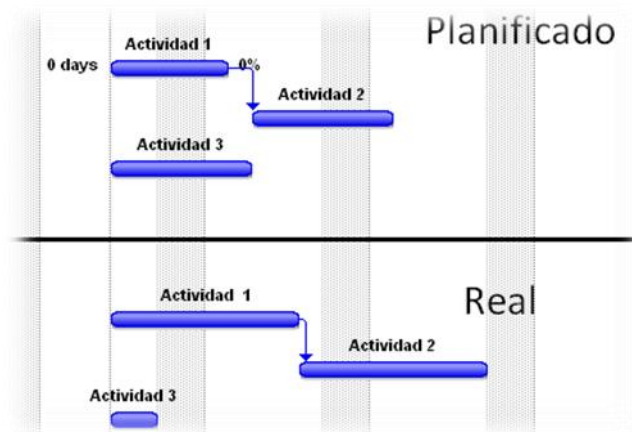 Planificado
Actividad 1
0 days
0%
Actividad 2
Actividad 3
Real
Actividad 1
Actividad 2
Actividad 3